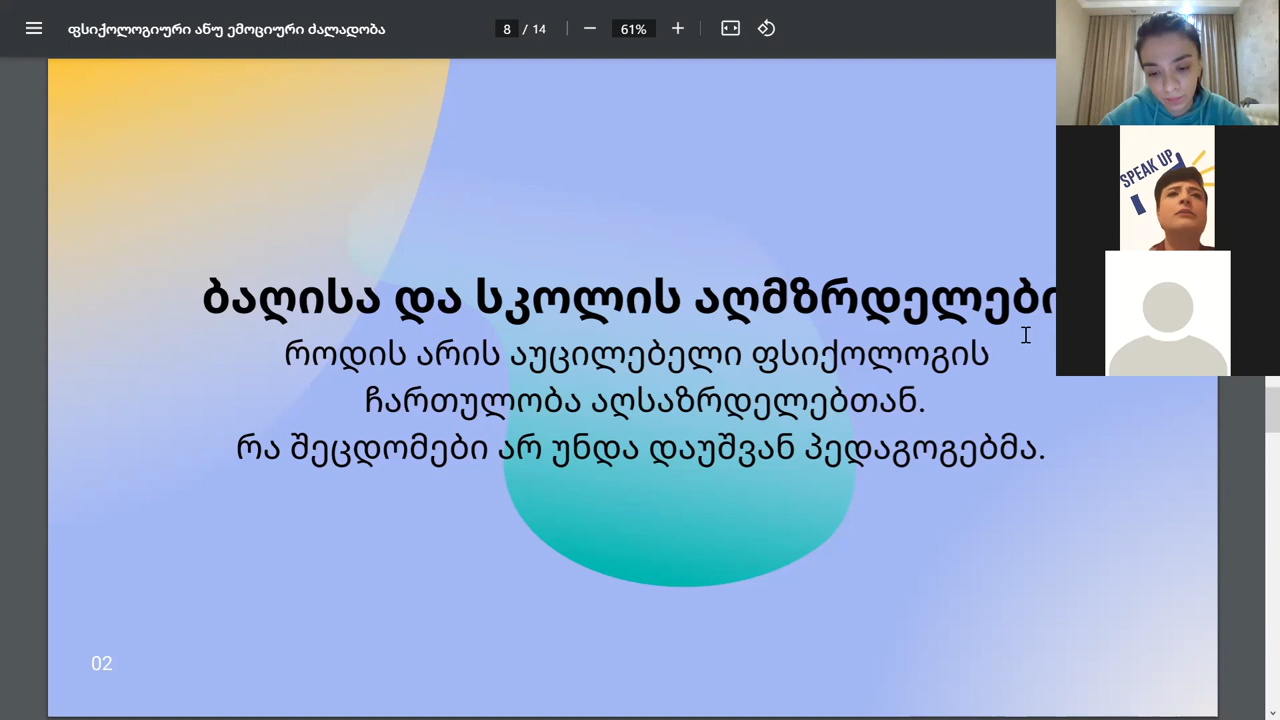 ფსიქოლოგიური ანუ ემოციური ძალადობა
8 / 14
61%
SPEAK UP
ბაღისა და სკოლის აღმზრდელები
როდის არის აუცილებელი ფსიქოლოგის
ჩართულობა აღსაზრდელებთან.
რა შეცდომები არ უნდა დაუშვან პედაგოგებმა.
02